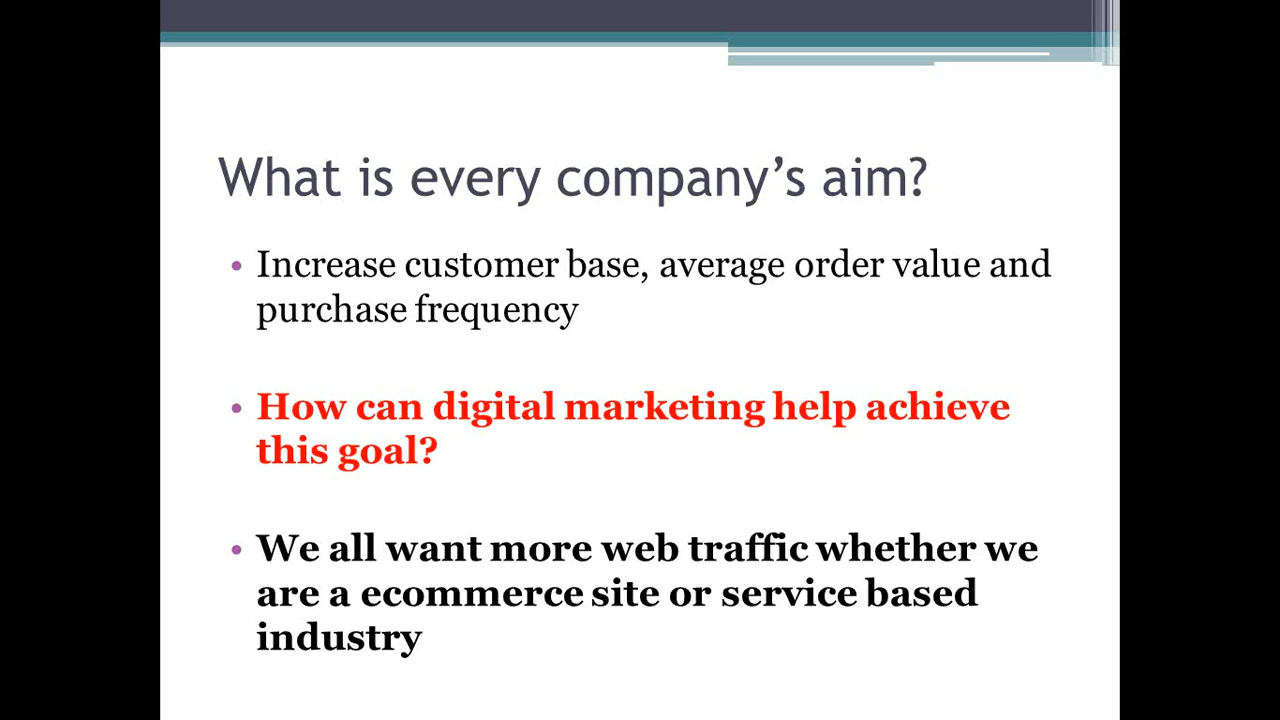 What is every company’s aim?
• Increase customer base, average order value and
purchase frequency
• How can digital marketing help achieve
this goal?
• We all want more web traffic whether we
are a ecommerce site or service based
industry